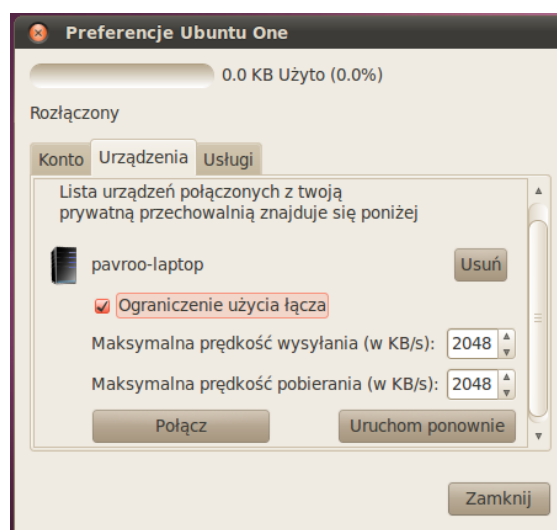 Preferencje Ubuntu One
0.0 KB Użyto (0.0%)
Rozłączony
Konto Urządzenia Usługi
Lista urządzeń połączonych z twoją
prywatną przechowalnią znajduje się poniżej
pavroo-laptop Usuń
Ograniczenie użycia łącza
Maksymalna prędkość wysyłania (w KB/s): 2048
Maksymalna prędkość pobierania (w KB/s): 2048
Połącz Uruchom ponownie
Zamknij